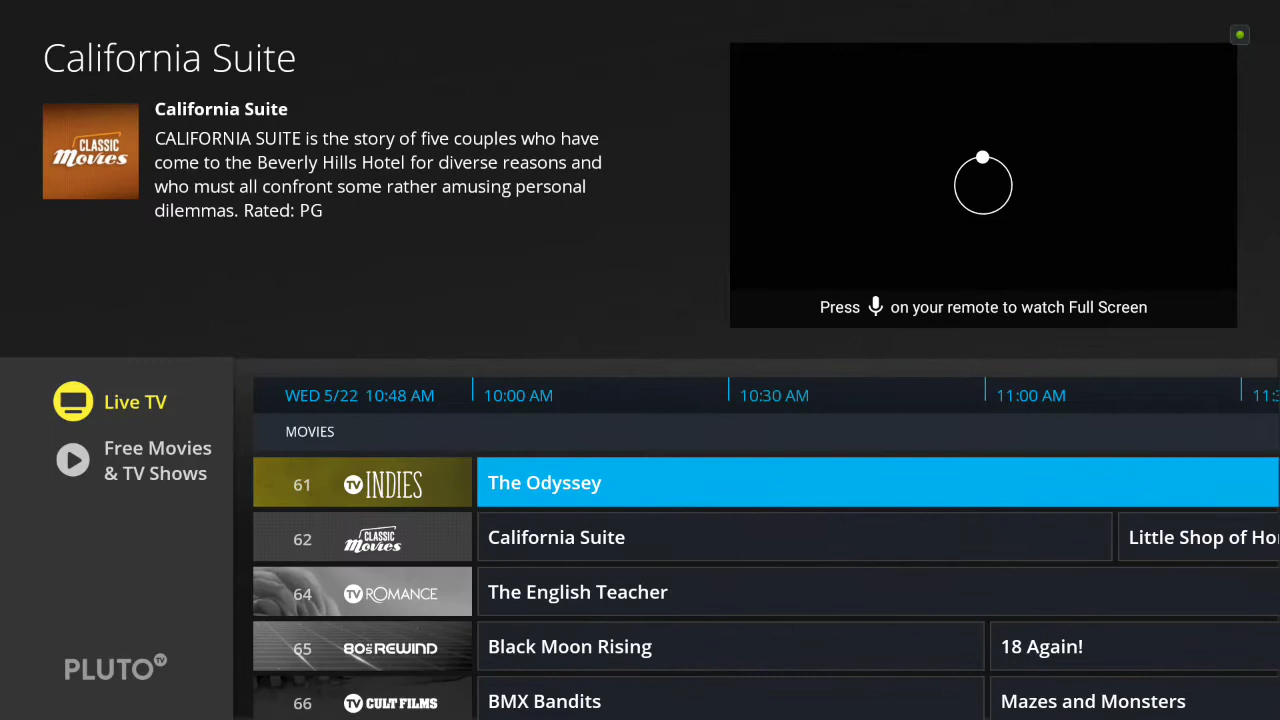 California Suite
CLASSIC
Movies
California Suite
CALIFORNIA SUITE is the story of five couples who have
come to the Beverly Hills Hotel for diverse reasons and
who must all confront some rather amusing personal
dilemmas. Rated: PG
Press on your remote to watch Full Screen
Live TV
Free Movies
& TV Shows
PLUTO TV
WED 5/22 10:48 AM 10:00 AM 10:30 AM 11:00 AM 11:
MOVIES
61 TV INDIES The Odyssey
62 CLASSIC Movies California Suite Little Shop of Ho
64 TV ROMANCE The English Teacher
65 80s REWIND Black Moon Rising 18 Again!
66 TV CULT FILMS BMX Bandits Mazes and Monsters